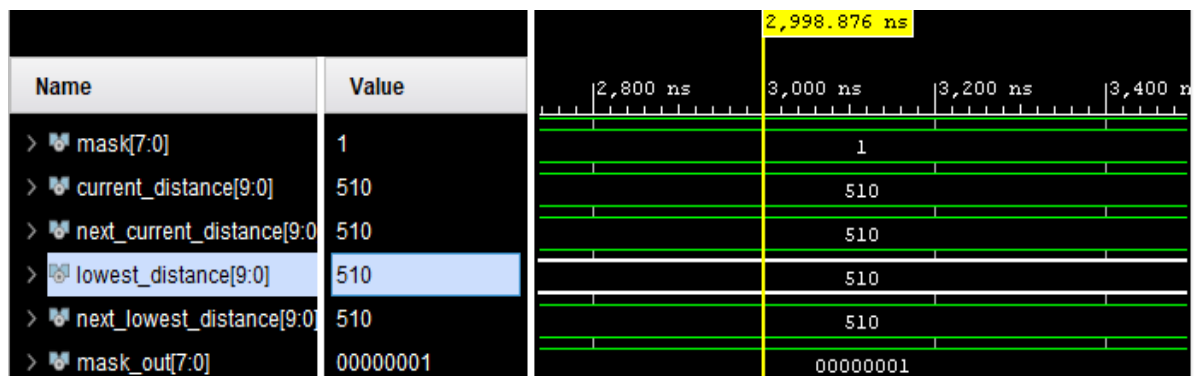 2,998.876 ns
Name Value 2,800 ns 3,000 ns 3,200 ns 3,400 n
mask[7:0] 1 1
current_distance[9:0] 510 510
next_current_distance[9:0 510 510
lowest_distance[9:0] 510 510
next_lowest_distance[9:0] 510 510
mask_out[7:0] 00000001 00000001